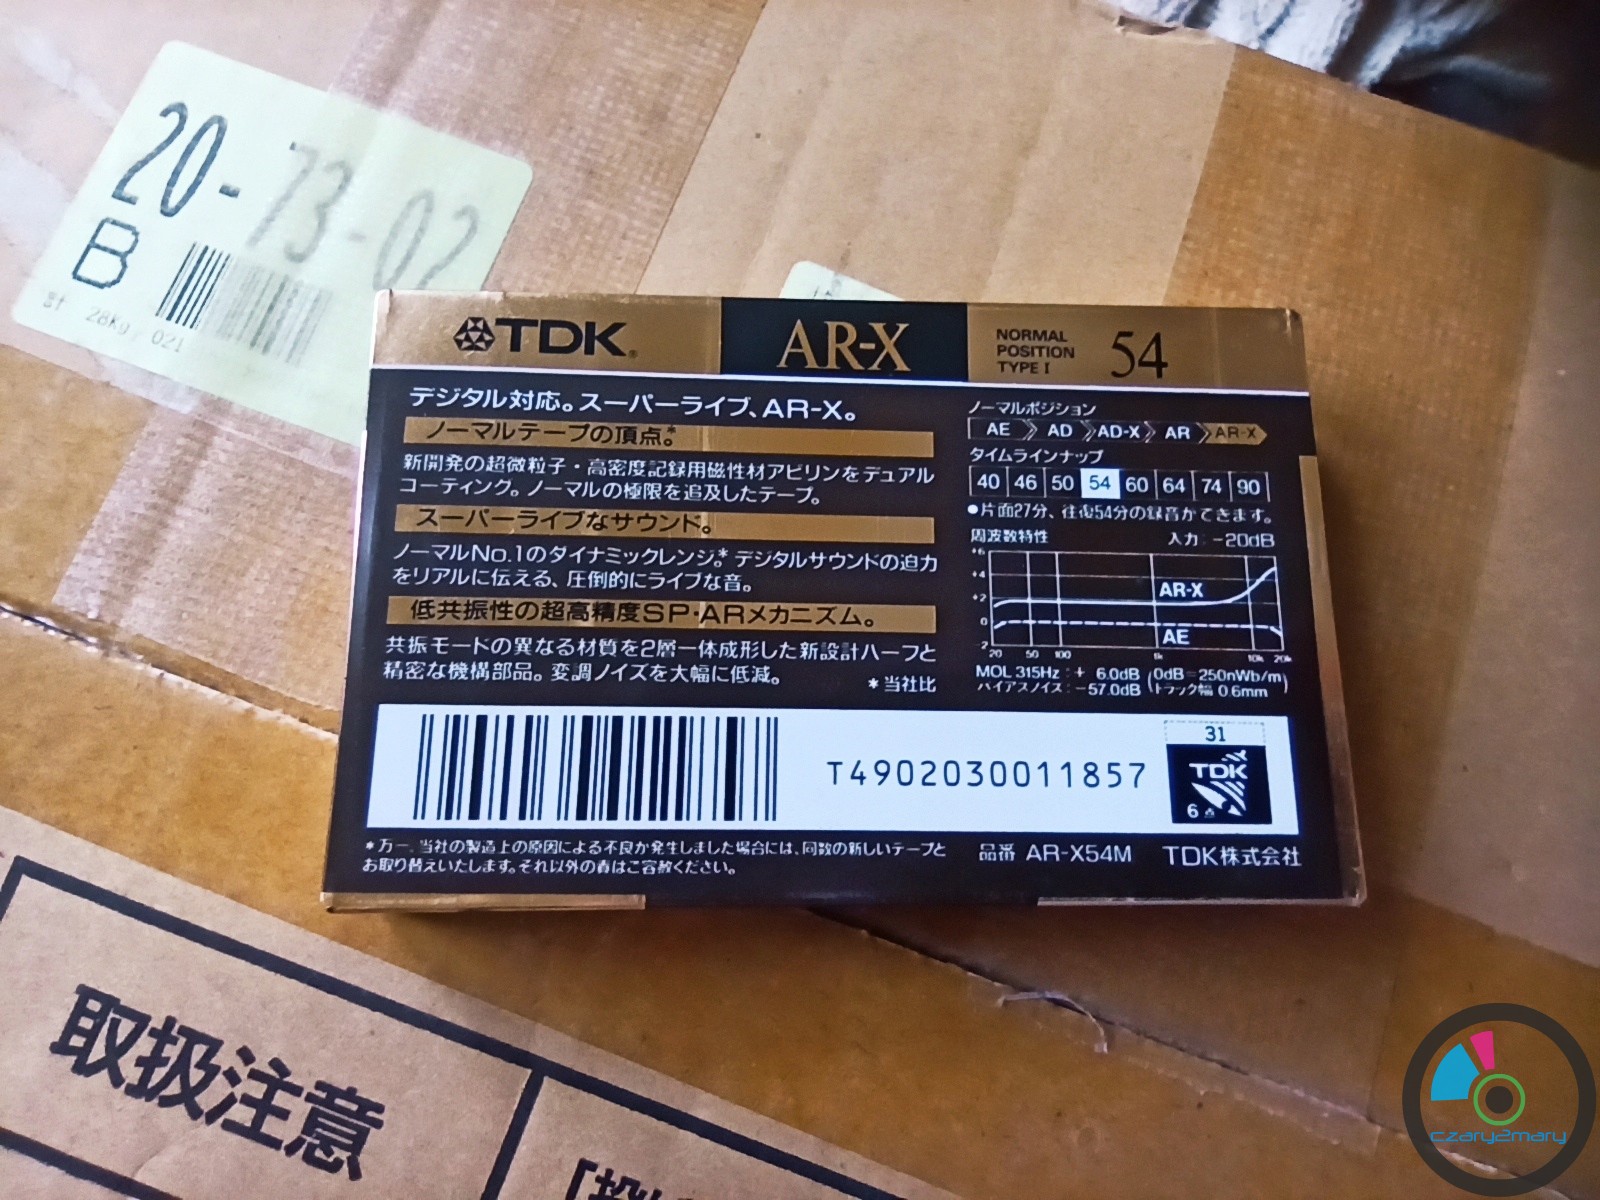 20-73-02
B
28Kg 021
TDK
AR-X
NORMAL
POSITION
TYPE I
54
デジタル対応。スーパーライブ、AR-X。
ノーマルテープの頂点。*
新開発の超微粒子・高密度記録用磁性材アビリンをデュアル
コーティング。ノーマルの極限を追及したテープ。
スーパーライブなサウンド。
ノーマルNo.1のダイナミックレンジ。* デジタルサウンドの迫力
をリアルに伝える、圧倒的にライブな音。
低共振性の超高精度SP・ARメカニズム。
共振モードの異なる材質を2層一体成形した新設計ハーフと
精密な機構部品。変調ノイズを大幅に低減。
*当社比
ノーマルポジション
AE AD AD-X AR AR-X
タイムラインナップ
40 46 50 54 60 64 74 90
●片面27分、往復54分の録音ができます。
周波数特性 入力:-20dB
+6
+4
+2
0
-2
AR-X
AE
20 50 100 1k 10k 20k
MOL 315Hz:+ 6.0dB (0dB=250nWb/m)
バイアスノイズ:-57.0dB トラック幅 0.6mm
T4902030011857
31
TDK
6点
*万一、当社の製造上の原因による不良が発生しました場合には、同数の新しいテープと
お取り替えいたします。それ以外の責はご容赦ください。
品番 AR-X54M TDK株式会社
取扱注意
czary2mary